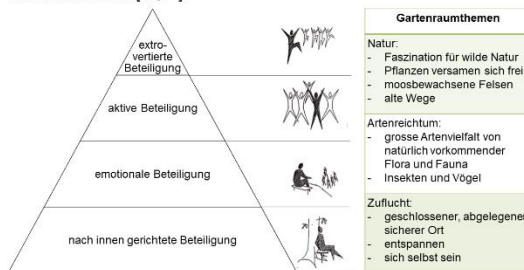 extro-
vertierte
Beteiligung
aktive Beteiligung
emotionale Beteiligung
nach innen gerichtete Beteiligung
Gartenraumthemen
Natur:
- Faszination für wilde Natur
- Pflanzen versamen sich frei
- moosbewachsene Felsen
- alte Wege
Artenreichtum:
- grosse Artenvielfalt von
natürlich vorkommender
Flora und Fauna
- Insekten und Vögel
Zuflucht:
- geschlossener, abgelegener
sicherer Ort
- entspannen
- sich selbst sein